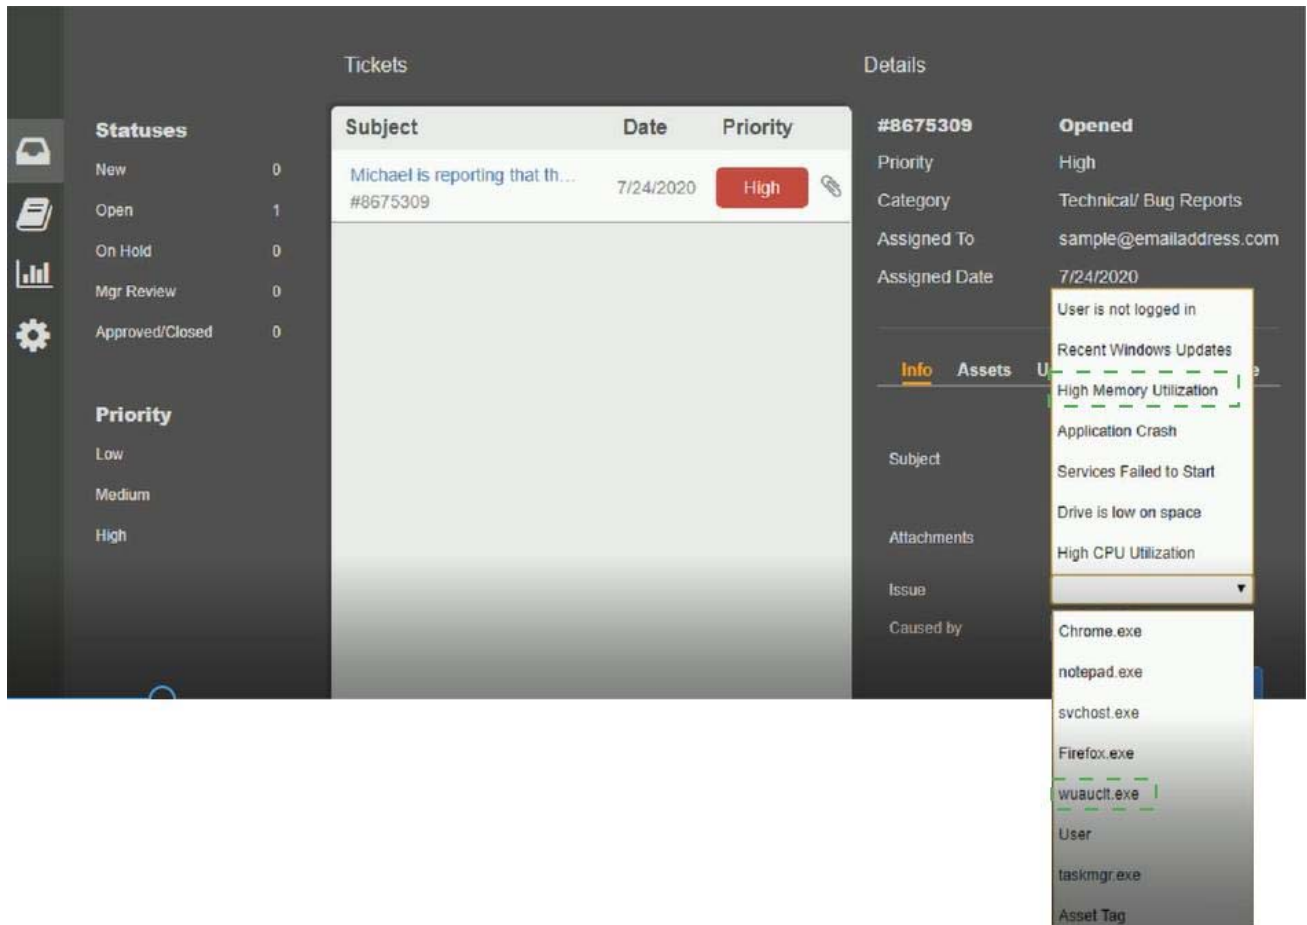 Tickets
Details
Statuses
New 0
Open 1
On Hold 0
Mgr Review 0
Approved/Closed 0
Priority
Low
Medium
High
Subject Date Priority
Michael is reporting that th...
#8675309
7/24/2020
High
#8675309 Opened
Priority High
Category Technical/ Bug Reports
Assigned To sample@emailaddress.com
Assigned Date 7/24/2020
Info Assets
Subject
Attachments
Issue
Caused by
User is not logged in
Recent Windows Updates
High Memory Utilization
Application Crash
Services Failed to Start
Drive is low on space
High CPU Utilization
Chrome.exe
notepad.exe
svchost.exe
Firefox.exe
wuauclt.exe
User
taskmgr.exe
Asset Tag